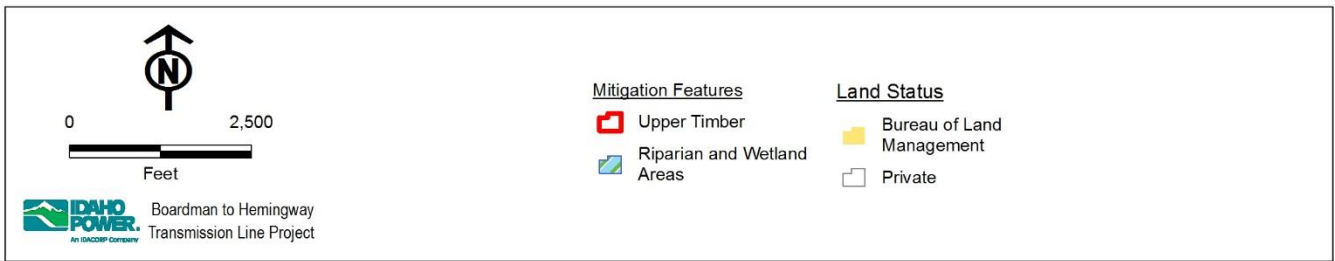 N
0 2,500
Feet
IDAHO
POWER.
An IDACORP Company
Boardman to Hemingway
Transmission Line Project
Mitigation Features
Upper Timber
Riparian and Wetland
Areas
Land Status
Bureau of Land
Management
Private